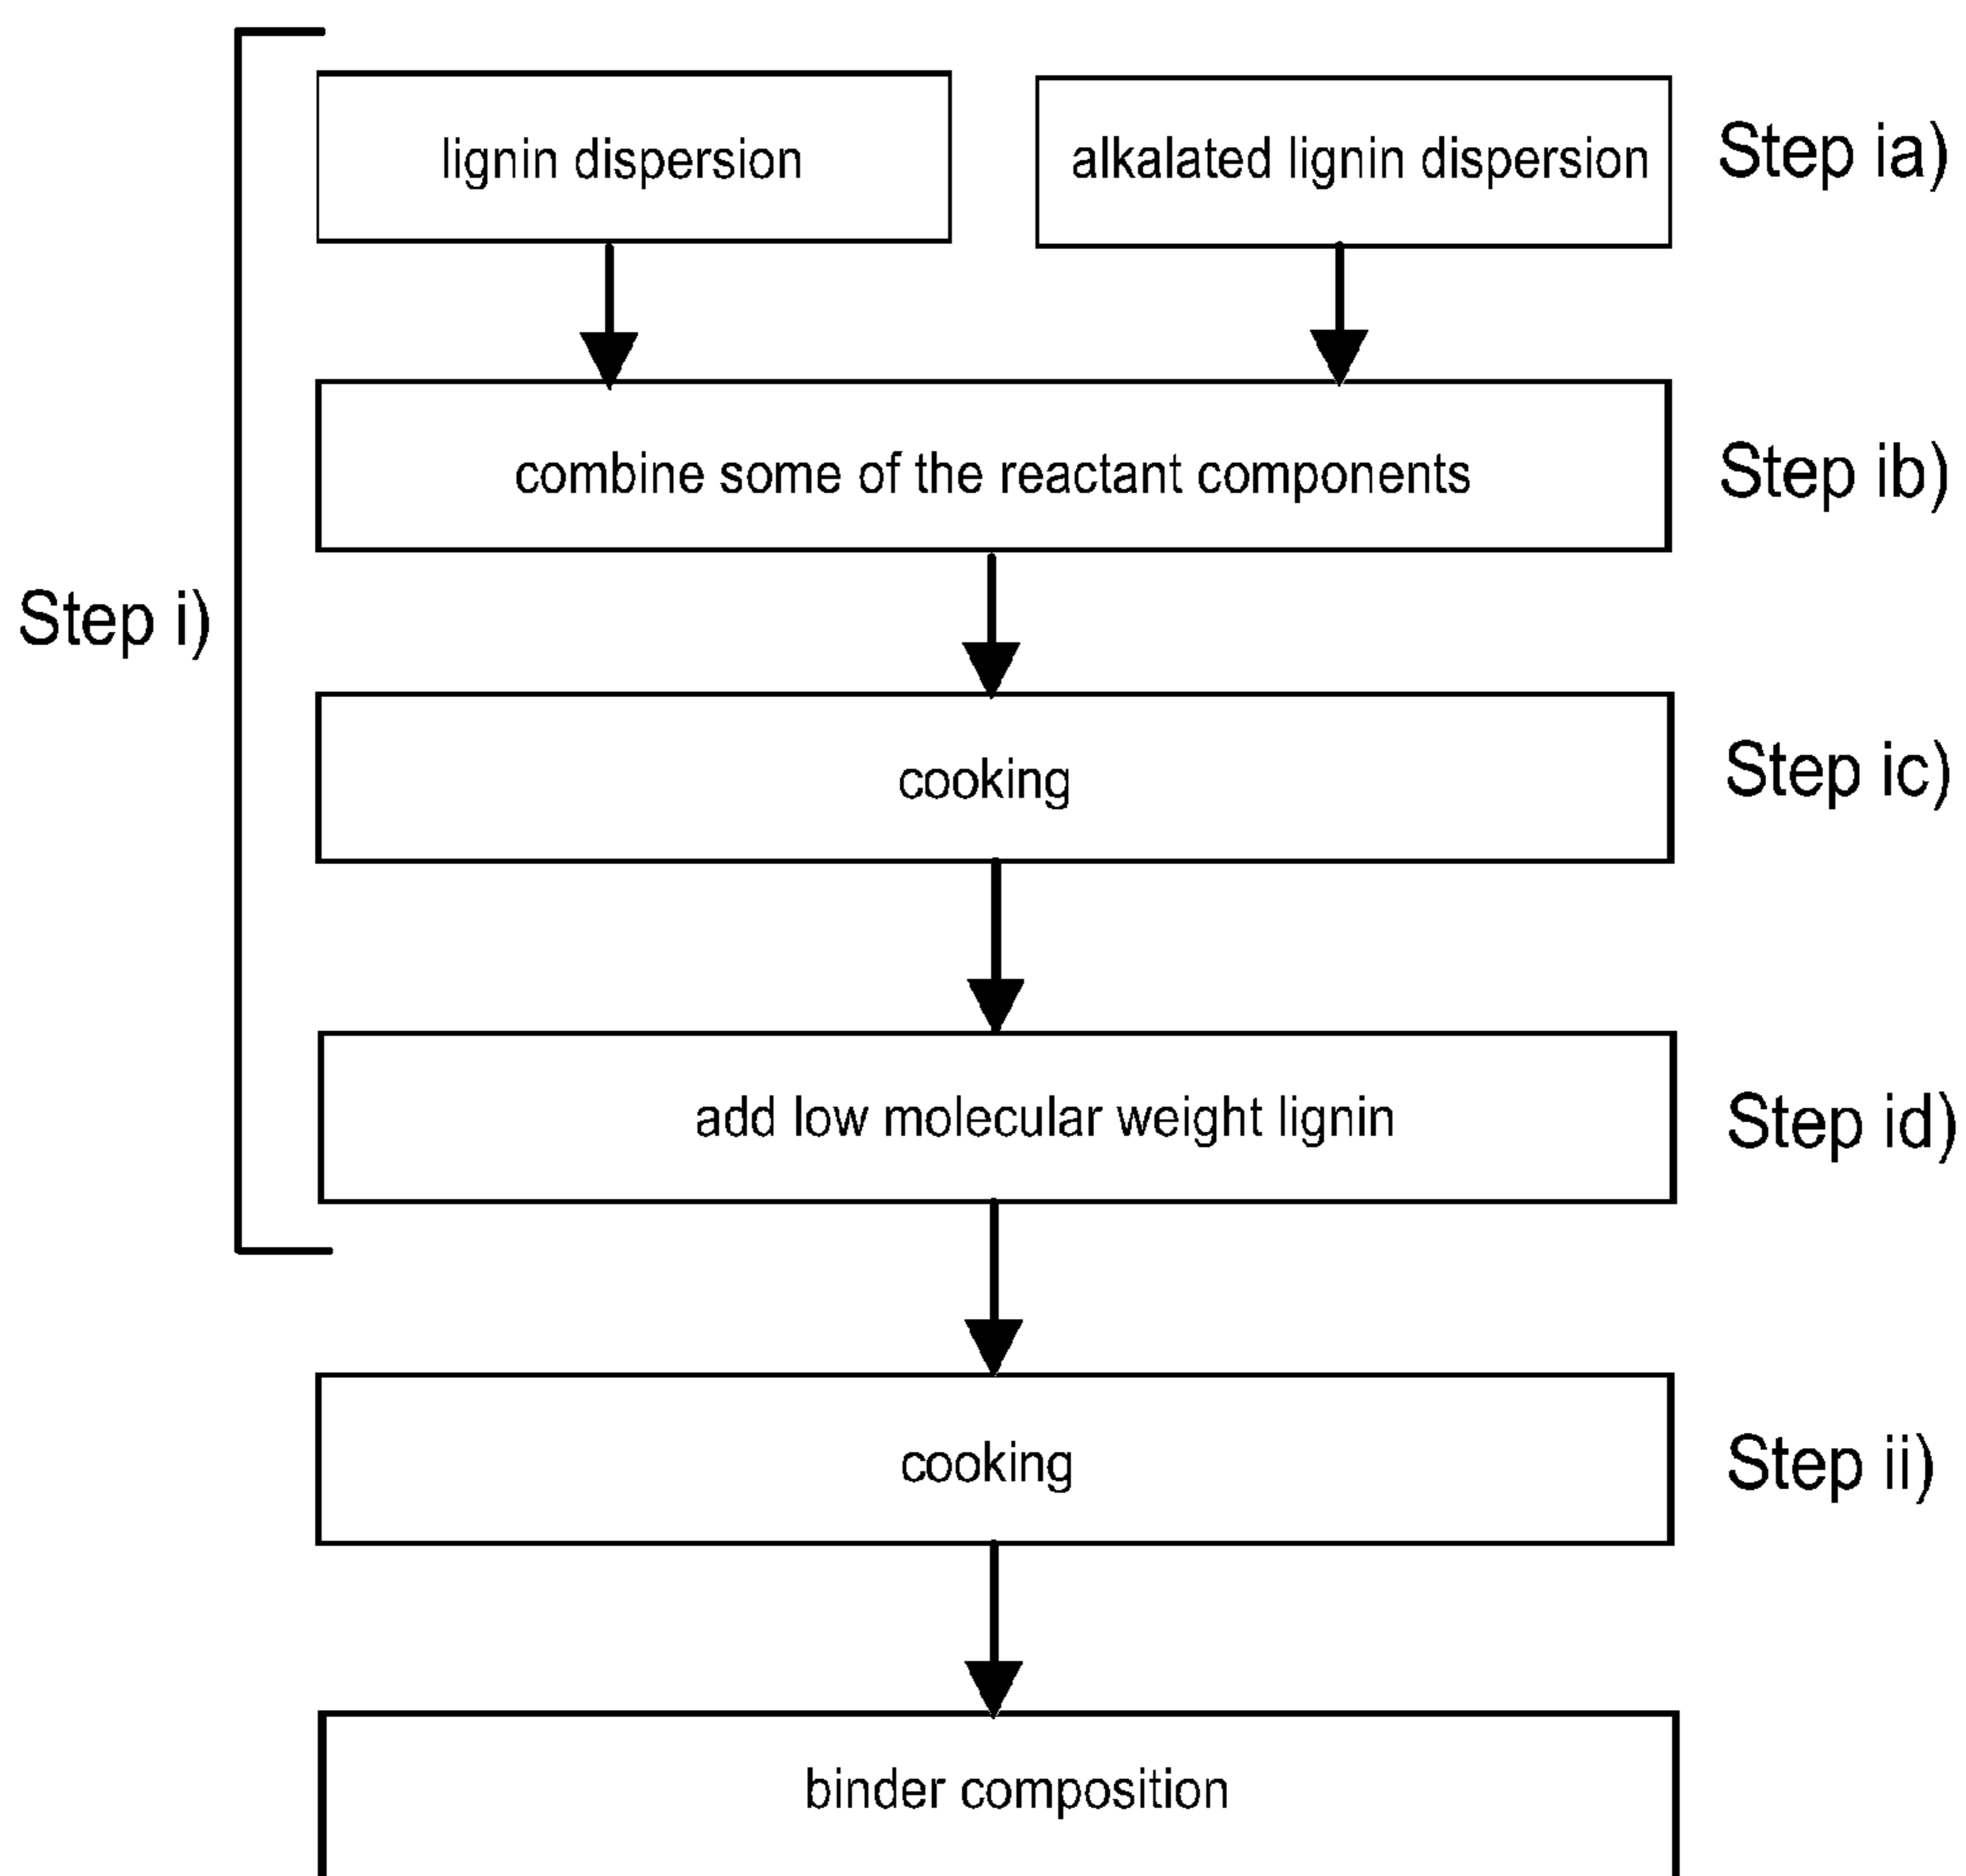 lignin dispersion
alkalated lignin dispersion
Step ia)
combine some of the reactant components
Step ib)
Step i)
cooking
Step ic)
add low molecular weight lignin
Step id)
cooking
Step ii)
binder composition